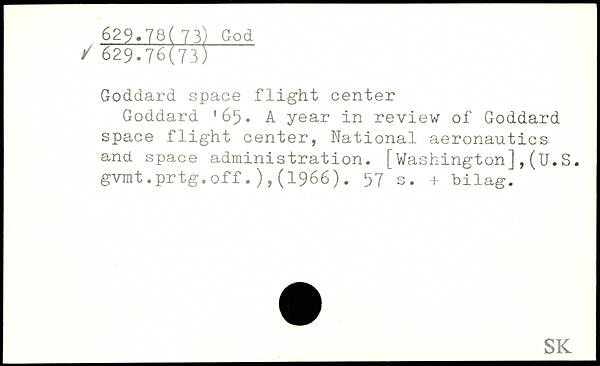 629.78(73) God
✓ 629.76(73)
Goddard space flight center
Goddard '65. A year in review of Goddard
space flight center, National aeronautics
and space administration. [Washington],(U.S.
gvmt.prtg.off.),(1966). 57 s. + bilag.
SK